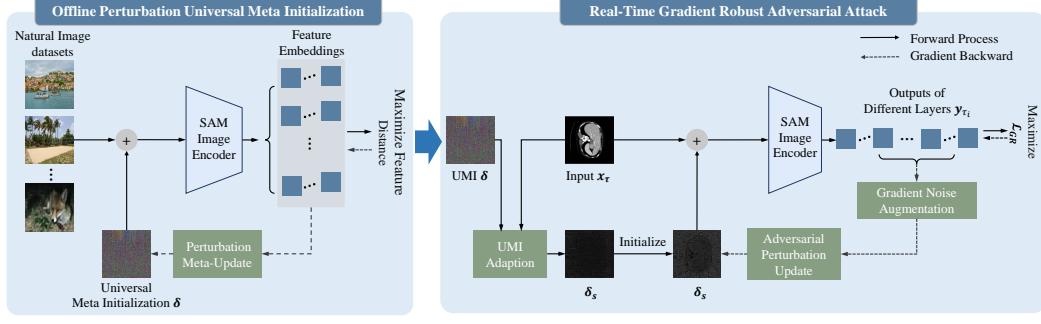 Offline Perturbation Universal Meta Initialization
Natural Image
datasets
Feature
Embeddings
SAM
Image
Encoder
Maximize Feature
Distance
Perturbation
Meta-Update
Universal
Meta Initialization δ
Real-Time Gradient Robust Adversarial Attack
Forward Process
Gradient Backward
UMI δ
Input x_τ
SAM
Image
Encoder
Outputs of
Different Layers y_τ_i
Maximize
ℒ_GR
Gradient Noise
Augmentation
UMI
Adaption
Initialize
Adversarial
Perturbation
Update
δ_s
δ_s